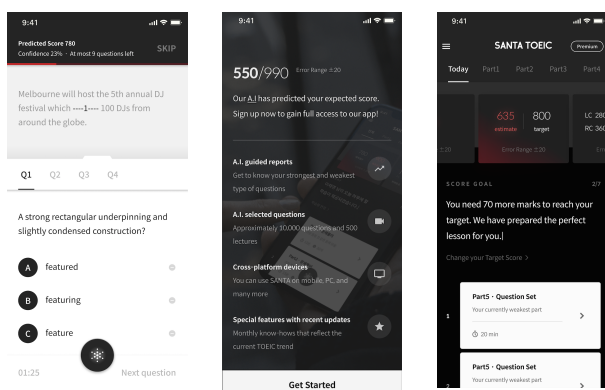 9:41
Predicted Score 780
Confidence 23% · At most 9 questions left
SKIP
Melbourne will host the 5th annual DJ
festival which ----1---- 100 DJs from
around the globe.
Q1 Q2 Q3 Q4
A strong rectangular underpinning and
slightly condensed construction?
A featured
B featuring
C feature
01:25
Next question
9:41
550/990 Error Range ±20
Our A.I has predicted your expected score.
Sign up now to gain full access to our app!
A.I. guided reports
Get to know your strongest and weakest
type of questions
A.I. selected questions
Approximately 10,000 questions and 500
lectures
Cross-platform devices
You can use SANTA on mobile, PC, and
many more
Special features with recent updates
Monthly know-hows that reflect the
current TOEIC trend
Get Started
9:41
SANTA TOEIC
Premium
Today Part1 Part2 Part3 Part4
±20
635 800
estimate target
Error Range ±20
LC 280
RC 360
SCORE GOAL 2/7
You need 70 more marks to reach your
target. We have prepared the perfect
lesson for you.
Change your Target Score >
1
Part5 · Question Set
Your currently weakest part
20 min
2
Part5 · Question Set
Your currently weakest part